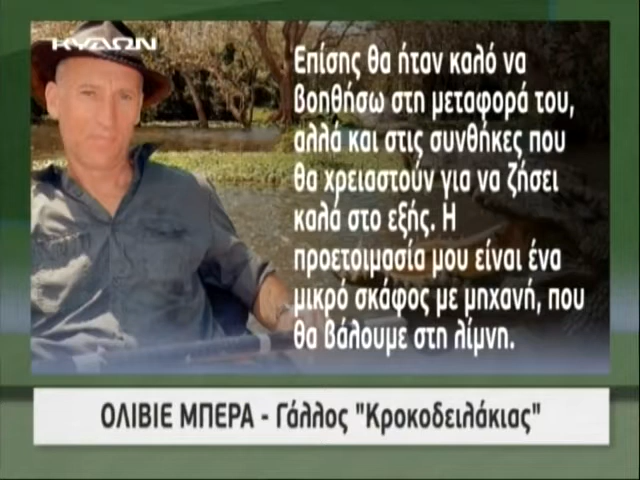 ΚΥΔΩΝ
Επίσης θα ήταν καλό να
βοηθήσω στη μεταφορά του,
αλλά και στις συνθήκες που
θα χρειαστούν για να ζήσει
καλά στο εξής. Η
προετοιμασία μου είναι ένα
μικρό σκάφος με μηχανή, που
θα βάλουμε στη λίμνη.
ΟΛΙΒΙΕ ΜΠΕΡΑ - Γάλλος "Κροκοδειλάκιας"